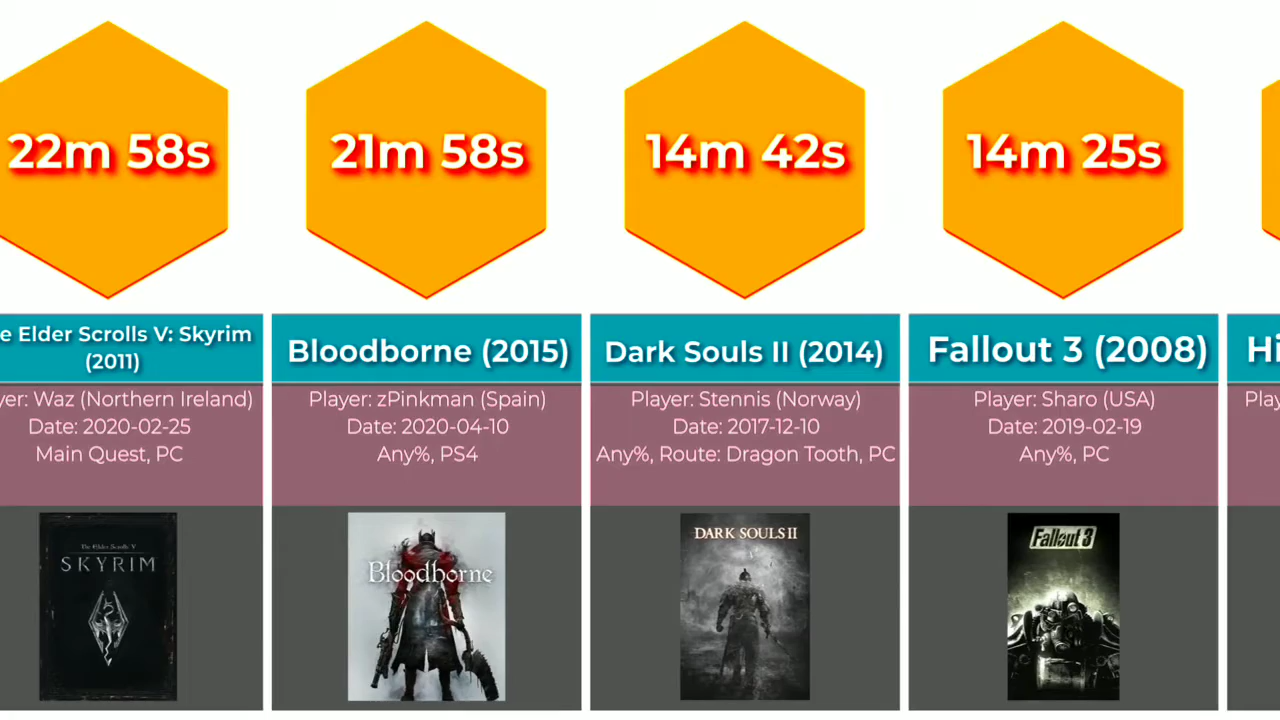 22m 58s
21m 58s
14m 42s
14m 25s
e Elder Scrolls V: Skyrim
(2011)
Bloodborne (2015)
Dark Souls II (2014)
Fallout 3 (2008)
Hi
yer: Waz (Northern Ireland)
Date: 2020-02-25
Main Quest, PC
Player: zPinkman (Spain)
Date: 2020-04-10
Any%, PS4
Player: Stennis (Norway)
Date: 2017-12-10
Any%, Route: Dragon Tooth, PC
Player: Sharo (USA)
Date: 2019-02-19
Any%, PC
Play
The Elder Scrolls V
SKYRIM
Bloodborne
DARK SOULS II
Fallout 3